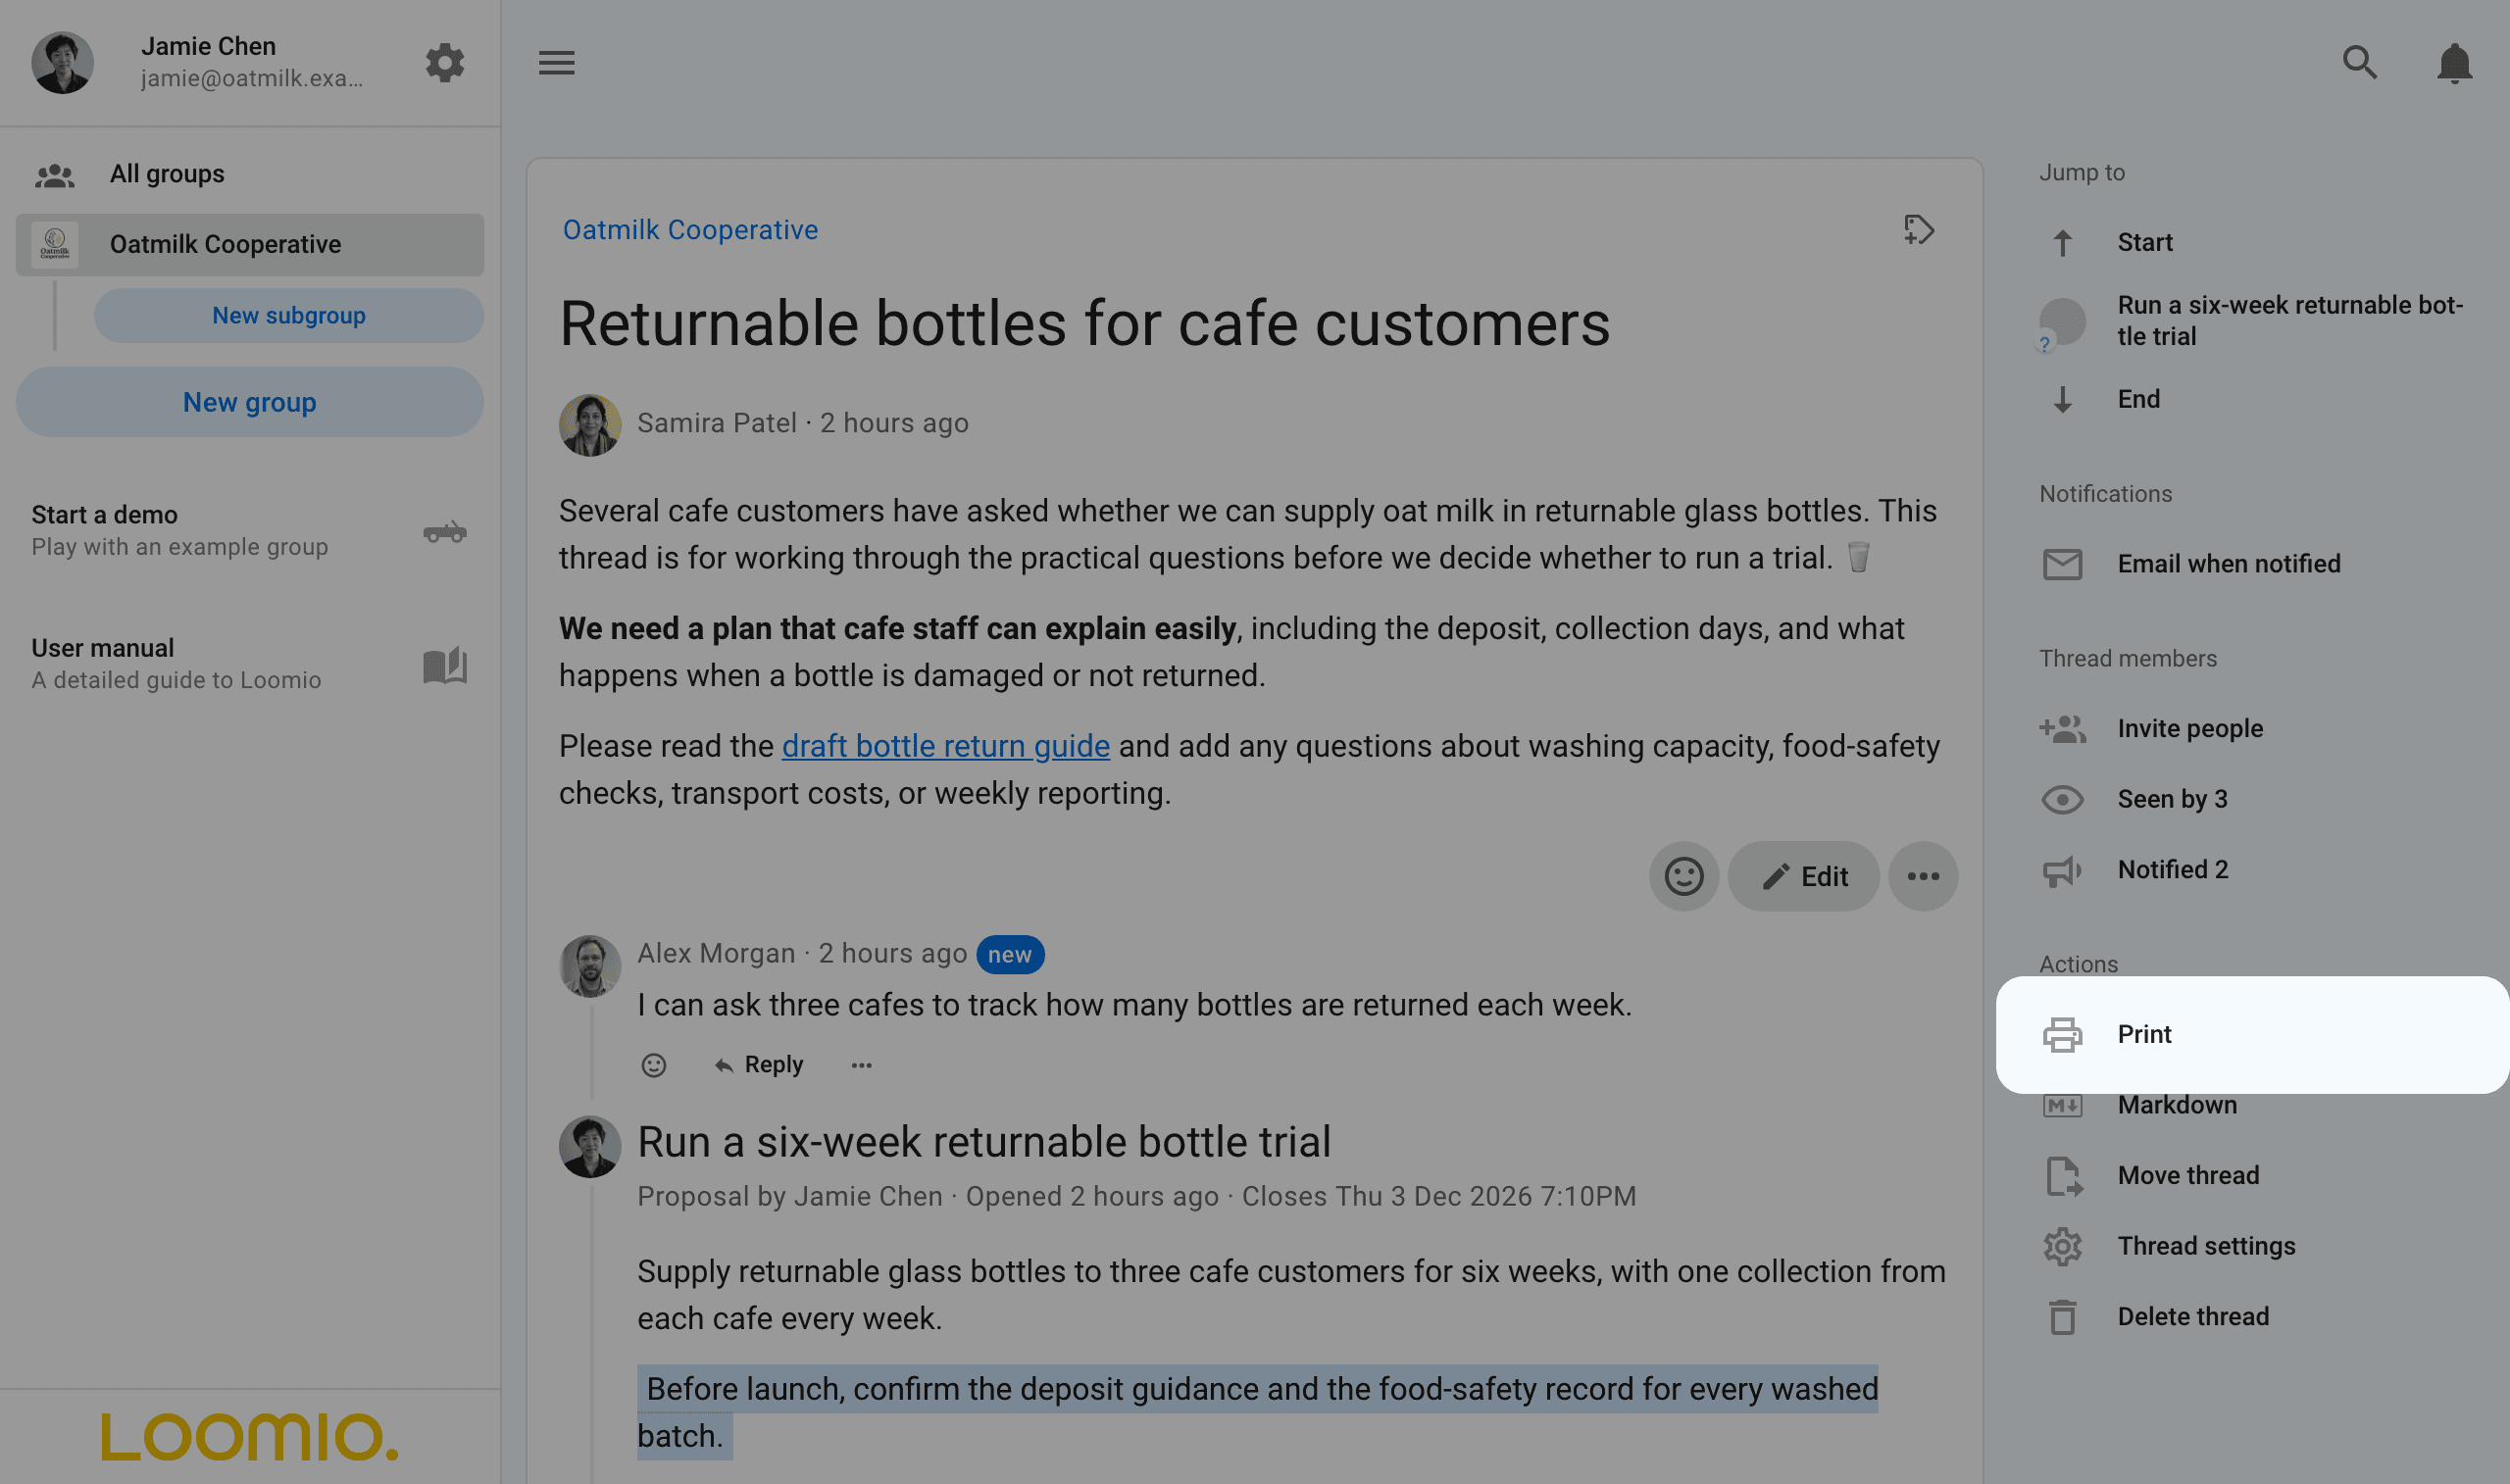 Jamie Chen
jamie@oatmilk.exa...
All groups
Oatmilk Cooperative
Oatmilk Cooperative
New subgroup
New group
Start a demo
Play with an example group
User manual
A detailed guide to Loomio
LOOMIO.
Oatmilk Cooperative
Returnable bottles for cafe customers
Samira Patel · 2 hours ago
Several cafe customers have asked whether we can supply oat milk in returnable glass bottles. This
thread is for working through the practical questions before we decide whether to run a trial. 🥛
We need a plan that cafe staff can explain easily, including the deposit, collection days, and what
happens when a bottle is damaged or not returned.
Please read the draft bottle return guide and add any questions about washing capacity, food-safety
checks, transport costs, or weekly reporting.
Edit
Alex Morgan · 2 hours ago new
I can ask three cafes to track how many bottles are returned each week.
Reply
Run a six-week returnable bottle trial
Proposal by Jamie Chen · Opened 2 hours ago · Closes Thu 3 Dec 2026 7:10PM
Supply returnable glass bottles to three cafe customers for six weeks, with one collection from
each cafe every week.
Before launch, confirm the deposit guidance and the food-safety record for every washed
batch.
Jump to
Start
?
Run a six-week returnable bot-
tle trial
End
Notifications
Email when notified
Thread members
Invite people
Seen by 3
Notified 2
Actions
Print
M Markdown
Move thread
Thread settings
Delete thread